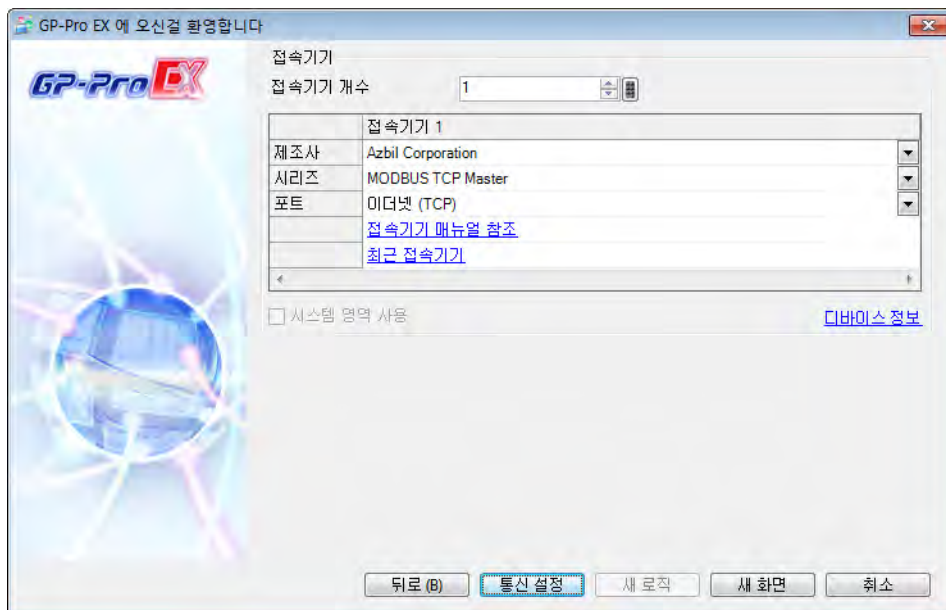 GP-Pro EX 에 오신걸 환영합니다
GP-Pro EX
접속기기
접속기기 개수 1
접속기기 1
제조사 Azbil Corporation
시리즈 MODBUS TCP Master
포트 이더넷 (TCP)
접속기기 매뉴얼 참조
최근 접속기기
시스템 영역 사용 디바이스 정보
뒤로 (B) 통신 설정 새 로직 새 화면 취소